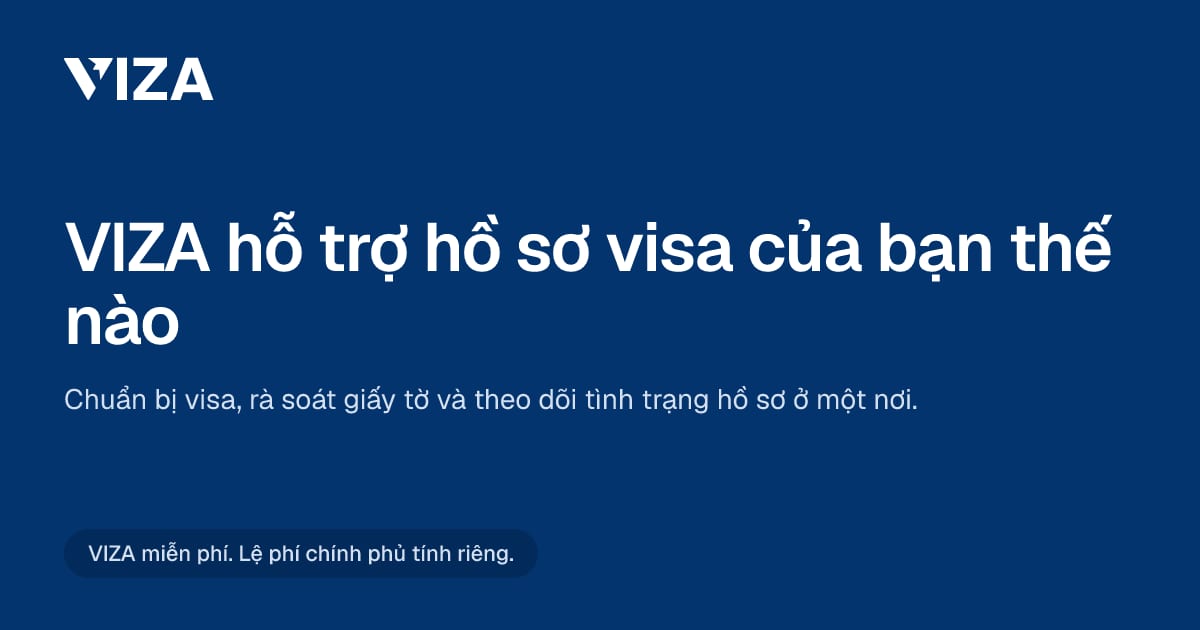 VIZA
VIZA hỗ trợ hồ sơ visa của bạn thế
nào
Chuẩn bị visa, rà soát giấy tờ và theo dõi tình trạng hồ sơ ở một nơi.
VIZA miễn phí. Lệ phí chính phủ tính riêng.